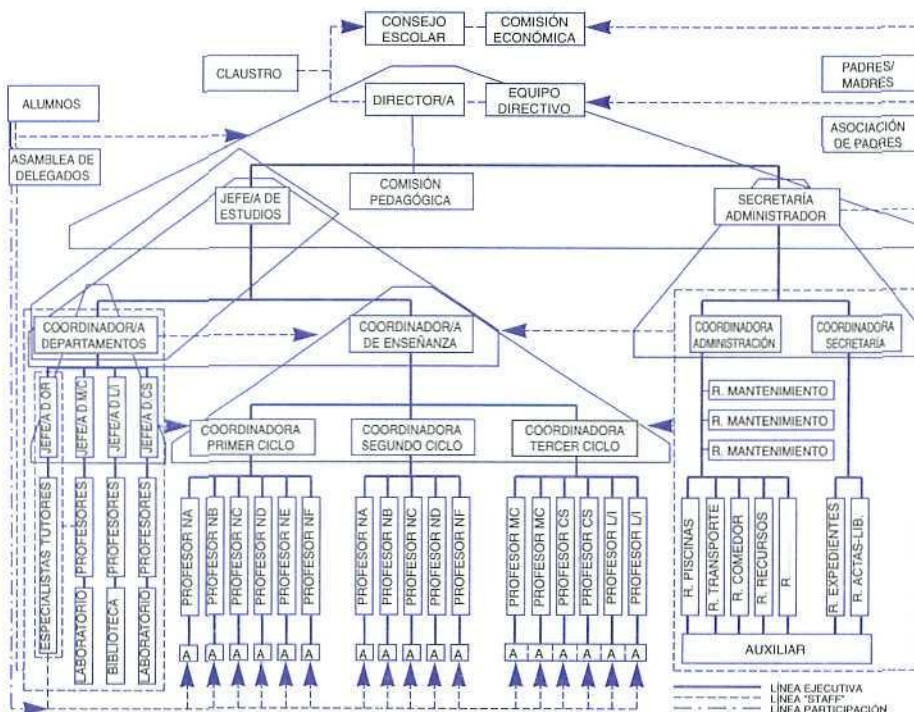 CONSEJO
ESCOLAR
COMISIÓN
ECONÓMICA
CLAUSTRO
PADRES/
MADRES
ALUMNOS
DIRECTOR/A
EQUIPO
DIRECTIVO
ASOCIACIÓN
DE PADRES
ASAMBLEA DE
DELEGADOS
COMISIÓN
PEDAGÓGICA
JEFE/A DE
ESTUDIOS
SECRETARÍA
ADMINISTRADOR
COORDINADOR/A
DEPARTAMENTOS
COORDINADOR/A
DE ENSEÑANZA
COORDINADORA
ADMINISTRACIÓN
COORDINADORA
SECRETARÍA
JEFE/A D.OR
JEFE/A D.M/C
JEFE/A D L/I
JEFE/A D.CS
R. MANTENIMIENTO
R. MANTENIMIENTO
R. MANTENIMIENTO
COORDINADORA
PRIMER CICLO
COORDINADORA
SEGUNDO CICLO
COORDINADORA
TERCER CICLO
ESPECIALISTAS TUTORES
PROFESORES
PROFESORES
PROFESORES
LABORATORIO
BIBLIOTECA
LABORATORIO
PROFESOR NA
PROFESOR NB
PROFESOR NC
PROFESOR ND
PROFESOR NE
PROFESOR NF
PROFESOR NA
PROFESOR NB
PROFESOR NC
PROFESOR ND
PROFESOR NF
PROFESOR MC
PROFESOR MC
PROFESOR CS
PROFESOR CS
PROFESOR L/I
PROFESOR L/I
R. PISCINAS
R. TRANSPORTE
R. COMEDOR
R. RECURSOS
R
R. EXPEDIENTES
R. ACTAS-LIB.
A A A A A A
A A A A A
A A A A A A
AUXILIAR
LÍNEA EJECUTIVA
LÍNEA "STAFF"
LÍNEA PARTICIPACIÓN